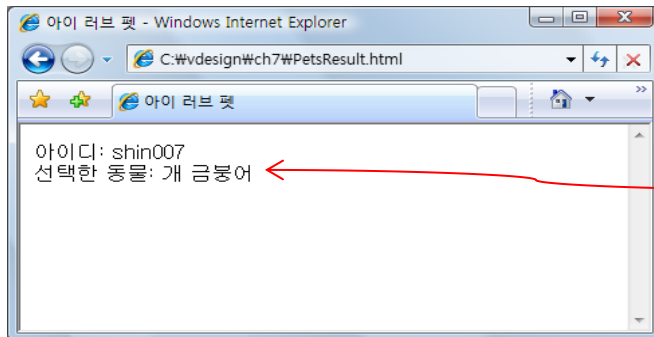 아이 러브 펫 - Windows Internet Explorer
C:₩vdesign₩ch7₩PetsResult.html
아이 러브 펫
아이디: shin007
선택한 동물: 개 금붕어